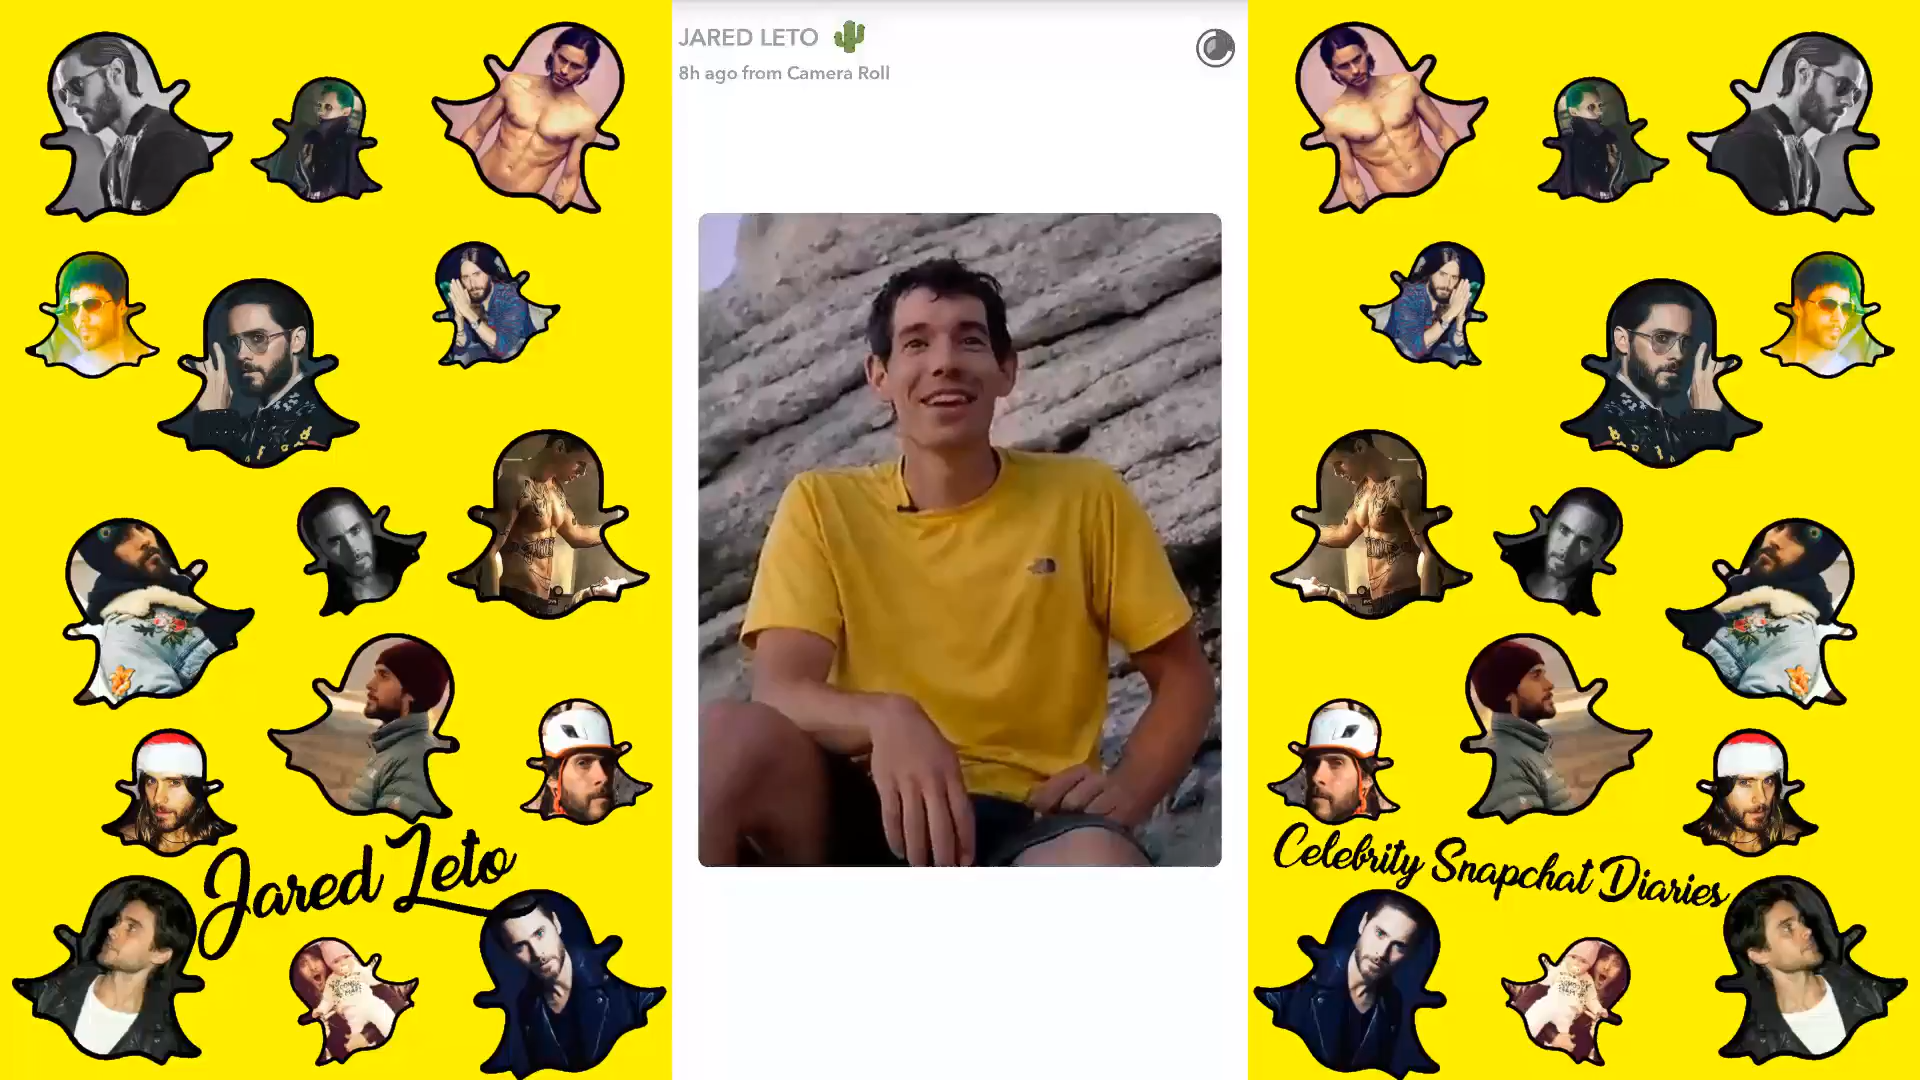 JARED LETO 🌵
8h ago from Camera Roll
Jared Leto
Celebrity Snapchat Diaries